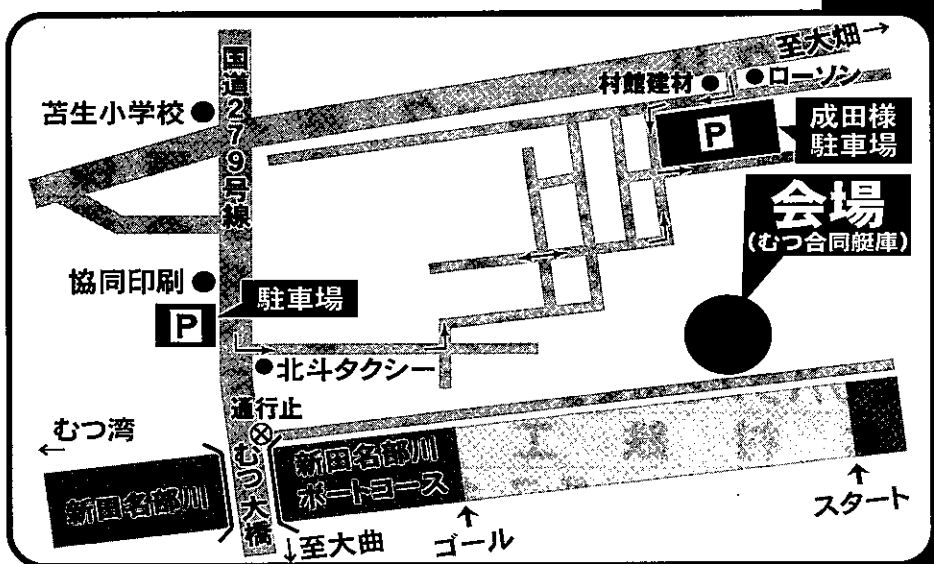 至大畑→
村館建材
ローソン
国道279号線
苫生小学校
P
成田様
駐車場
会場
(むつ合同艇庫)
協同印刷
駐車場
P
北斗タクシー
通行止
むつ湾
←
むつ大橋
新田名部川
新田名部川
ボートコース
スタート
ゴール
↓至大曲